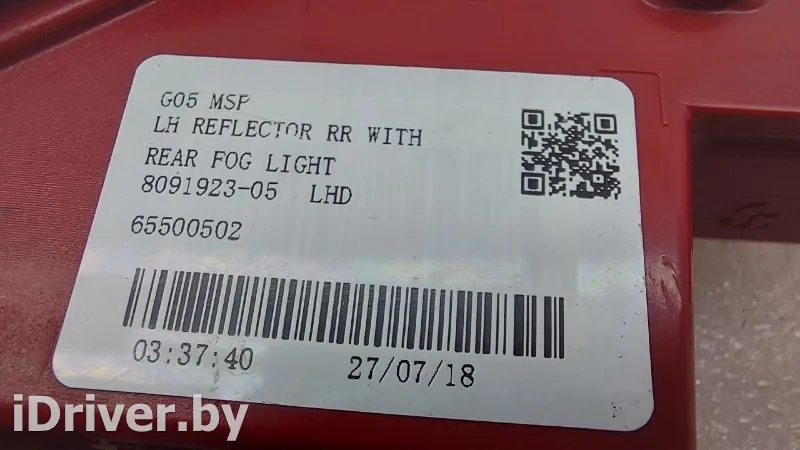 G05 MSP
LH REFLECTOR RR WITH
REAR FOG LIGHT
8091923-05 LHD
65500502
03:37:40 27/07/18
iDriver.by